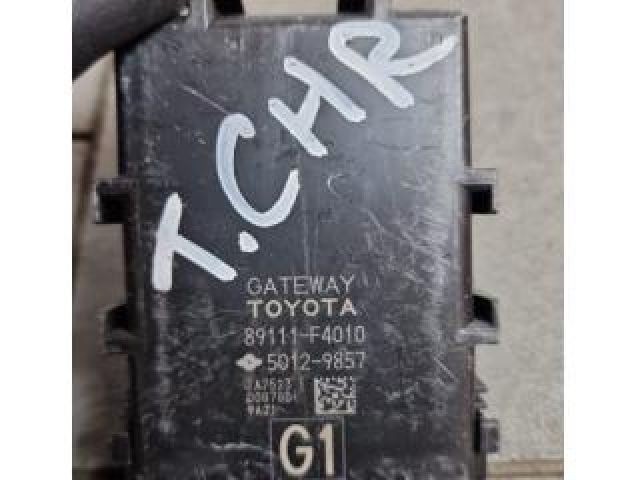 T.CHR
GATEWAY
TOYOTA
89111-F4010
5012-9857
G1